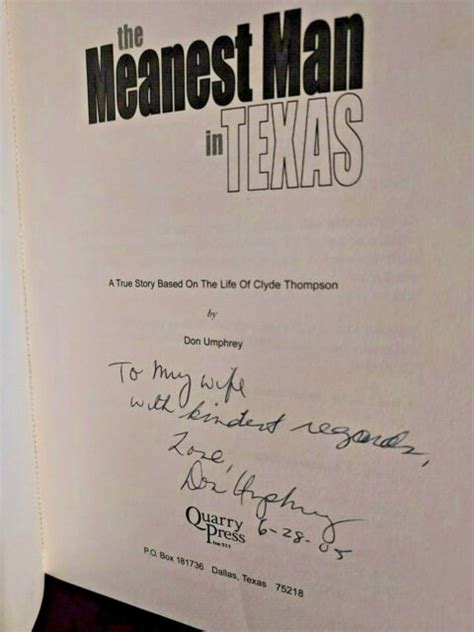 the
Meanest Man
in TEXAS
A True Story Based On The Life Of Clyde Thompson
by
Don Umphrey
To my wife
with kindest regards,
Love,
Don Umphrey
6-28-05
Quarry
Press
P.O. Box 181736 Dallas, Texas 75218